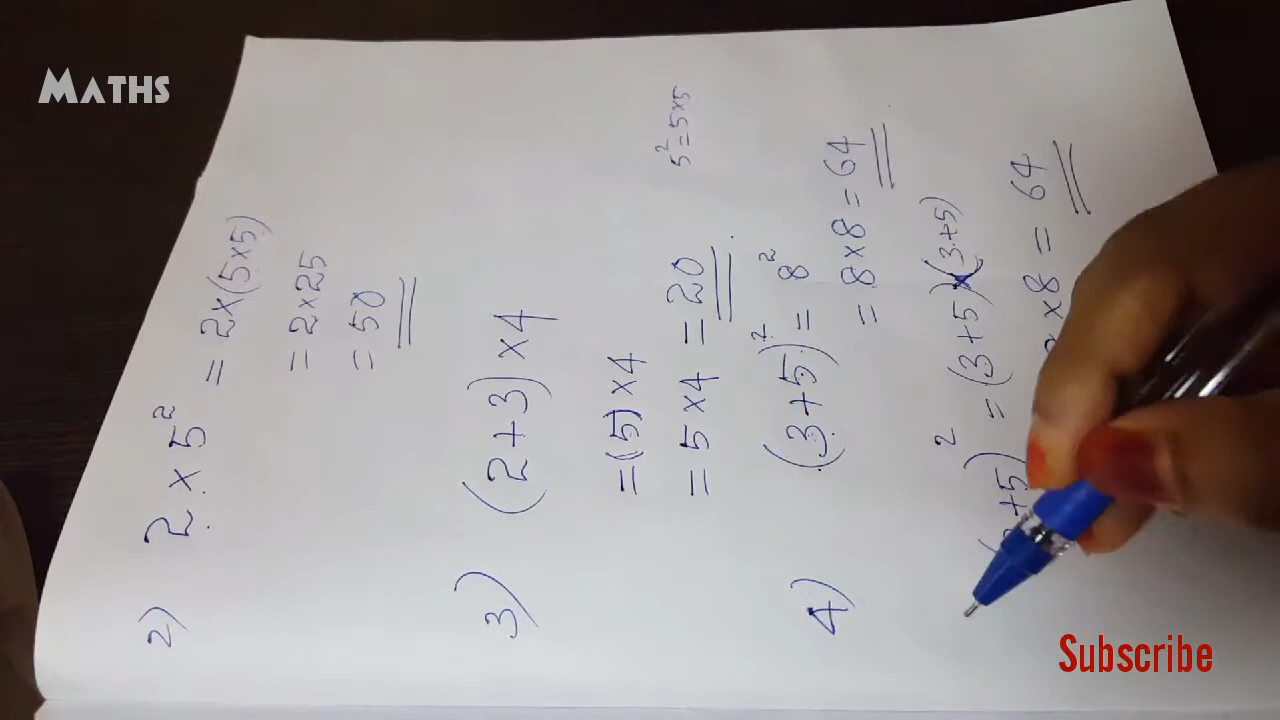 MATHS
2) 2 × 5²
= 2×(5×5)
= 2×25
= 50
3) (2+3)×4
= (5)×4
= 5×4 = 20
5² = 5×5
4) (3+5)² = 8²
= 8×8 = 64
+5)² = (3+5)×(3+5)
×8 = 64
Subscribe